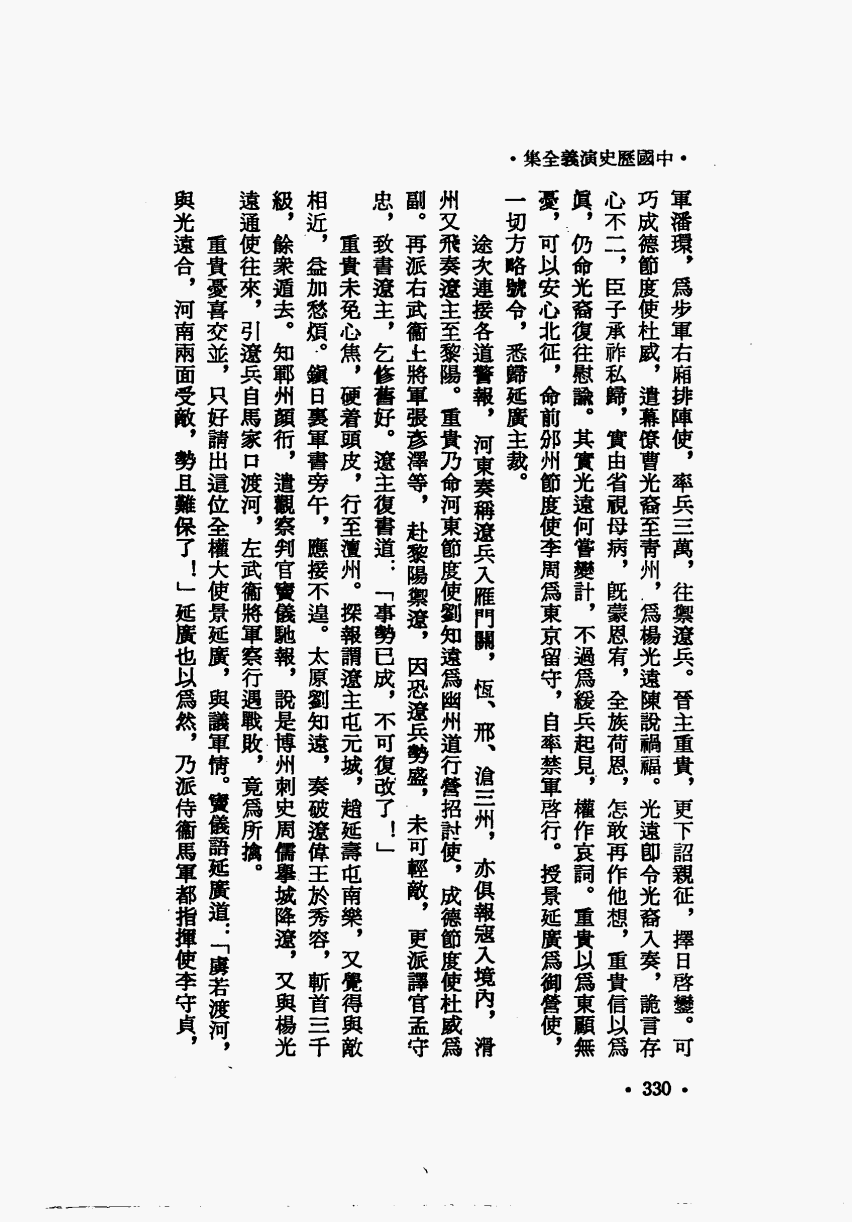 •中國歷史演義全集•
軍潘環，爲步軍右廂排陣使，率兵三萬，往禦遼兵。晉主重貴，更下詔親征，擇日啓鑾。可
巧成德節度使杜威，遣幕僚曹光裔至靑州，爲楊光遠陳說禍福。光遠卽令光裔入奏，詭言存
心不二，臣子承祚私歸，實由省視母病，旣蒙恩宥，全族荷恩，怎敢再作他想，重貴信以爲
眞，仍命光裔復往慰諭。其實光遠何嘗變計，不過爲緩兵起見，權作哀詞。重貴以爲東顧無
憂，可以安心北征，命前邠州節度使李周爲東京留守，自率禁軍啓行。授景延廣爲御營使，
一切方略號令，悉歸延廣主裁。
途次連接各道警報，河東奏稱遼兵入雁門關，恆、邢、滄三州，亦俱報寇入境內，滑
州又飛奏遼主至黎陽。重貴乃命河東節度使劉知遠爲幽州道行營招討使，成德節度使杜威爲
副。再派右武衞上將軍張彥澤等，赴黎陽禦遼，因恐遼兵勢盛，未可輕敵，更派譯官孟守
忠，致書遼主，乞修舊好。遼主復書道：「事勢已成，不可復改了！」
重貴未免心焦，硬着頭皮，行至澶州。探報謂遼主屯元城，趙延壽屯南樂，又覺得與敵
相近，益加愁煩。鎭日裏軍書旁午，應接不遑。太原劉知遠，奏破遼偉王於秀容，斬首三千
級，餘衆遁去。知鄆州顏衎，遣觀察判官竇儀馳報，說是博州刺史周儒擧城降遼，又與楊光
遠通使往來，引遼兵自馬家口渡河，左武衞將軍蔡行遇戰敗，竟爲所擒。
重貴憂喜交並，只好請出這位全權大使景延廣，與議軍情。竇儀語延廣道：「虜若渡河，
與光遠合，河南兩面受敵，勢且難保了！」延廣也以爲然，乃派侍衞馬軍都指揮使李守貞，
•330•